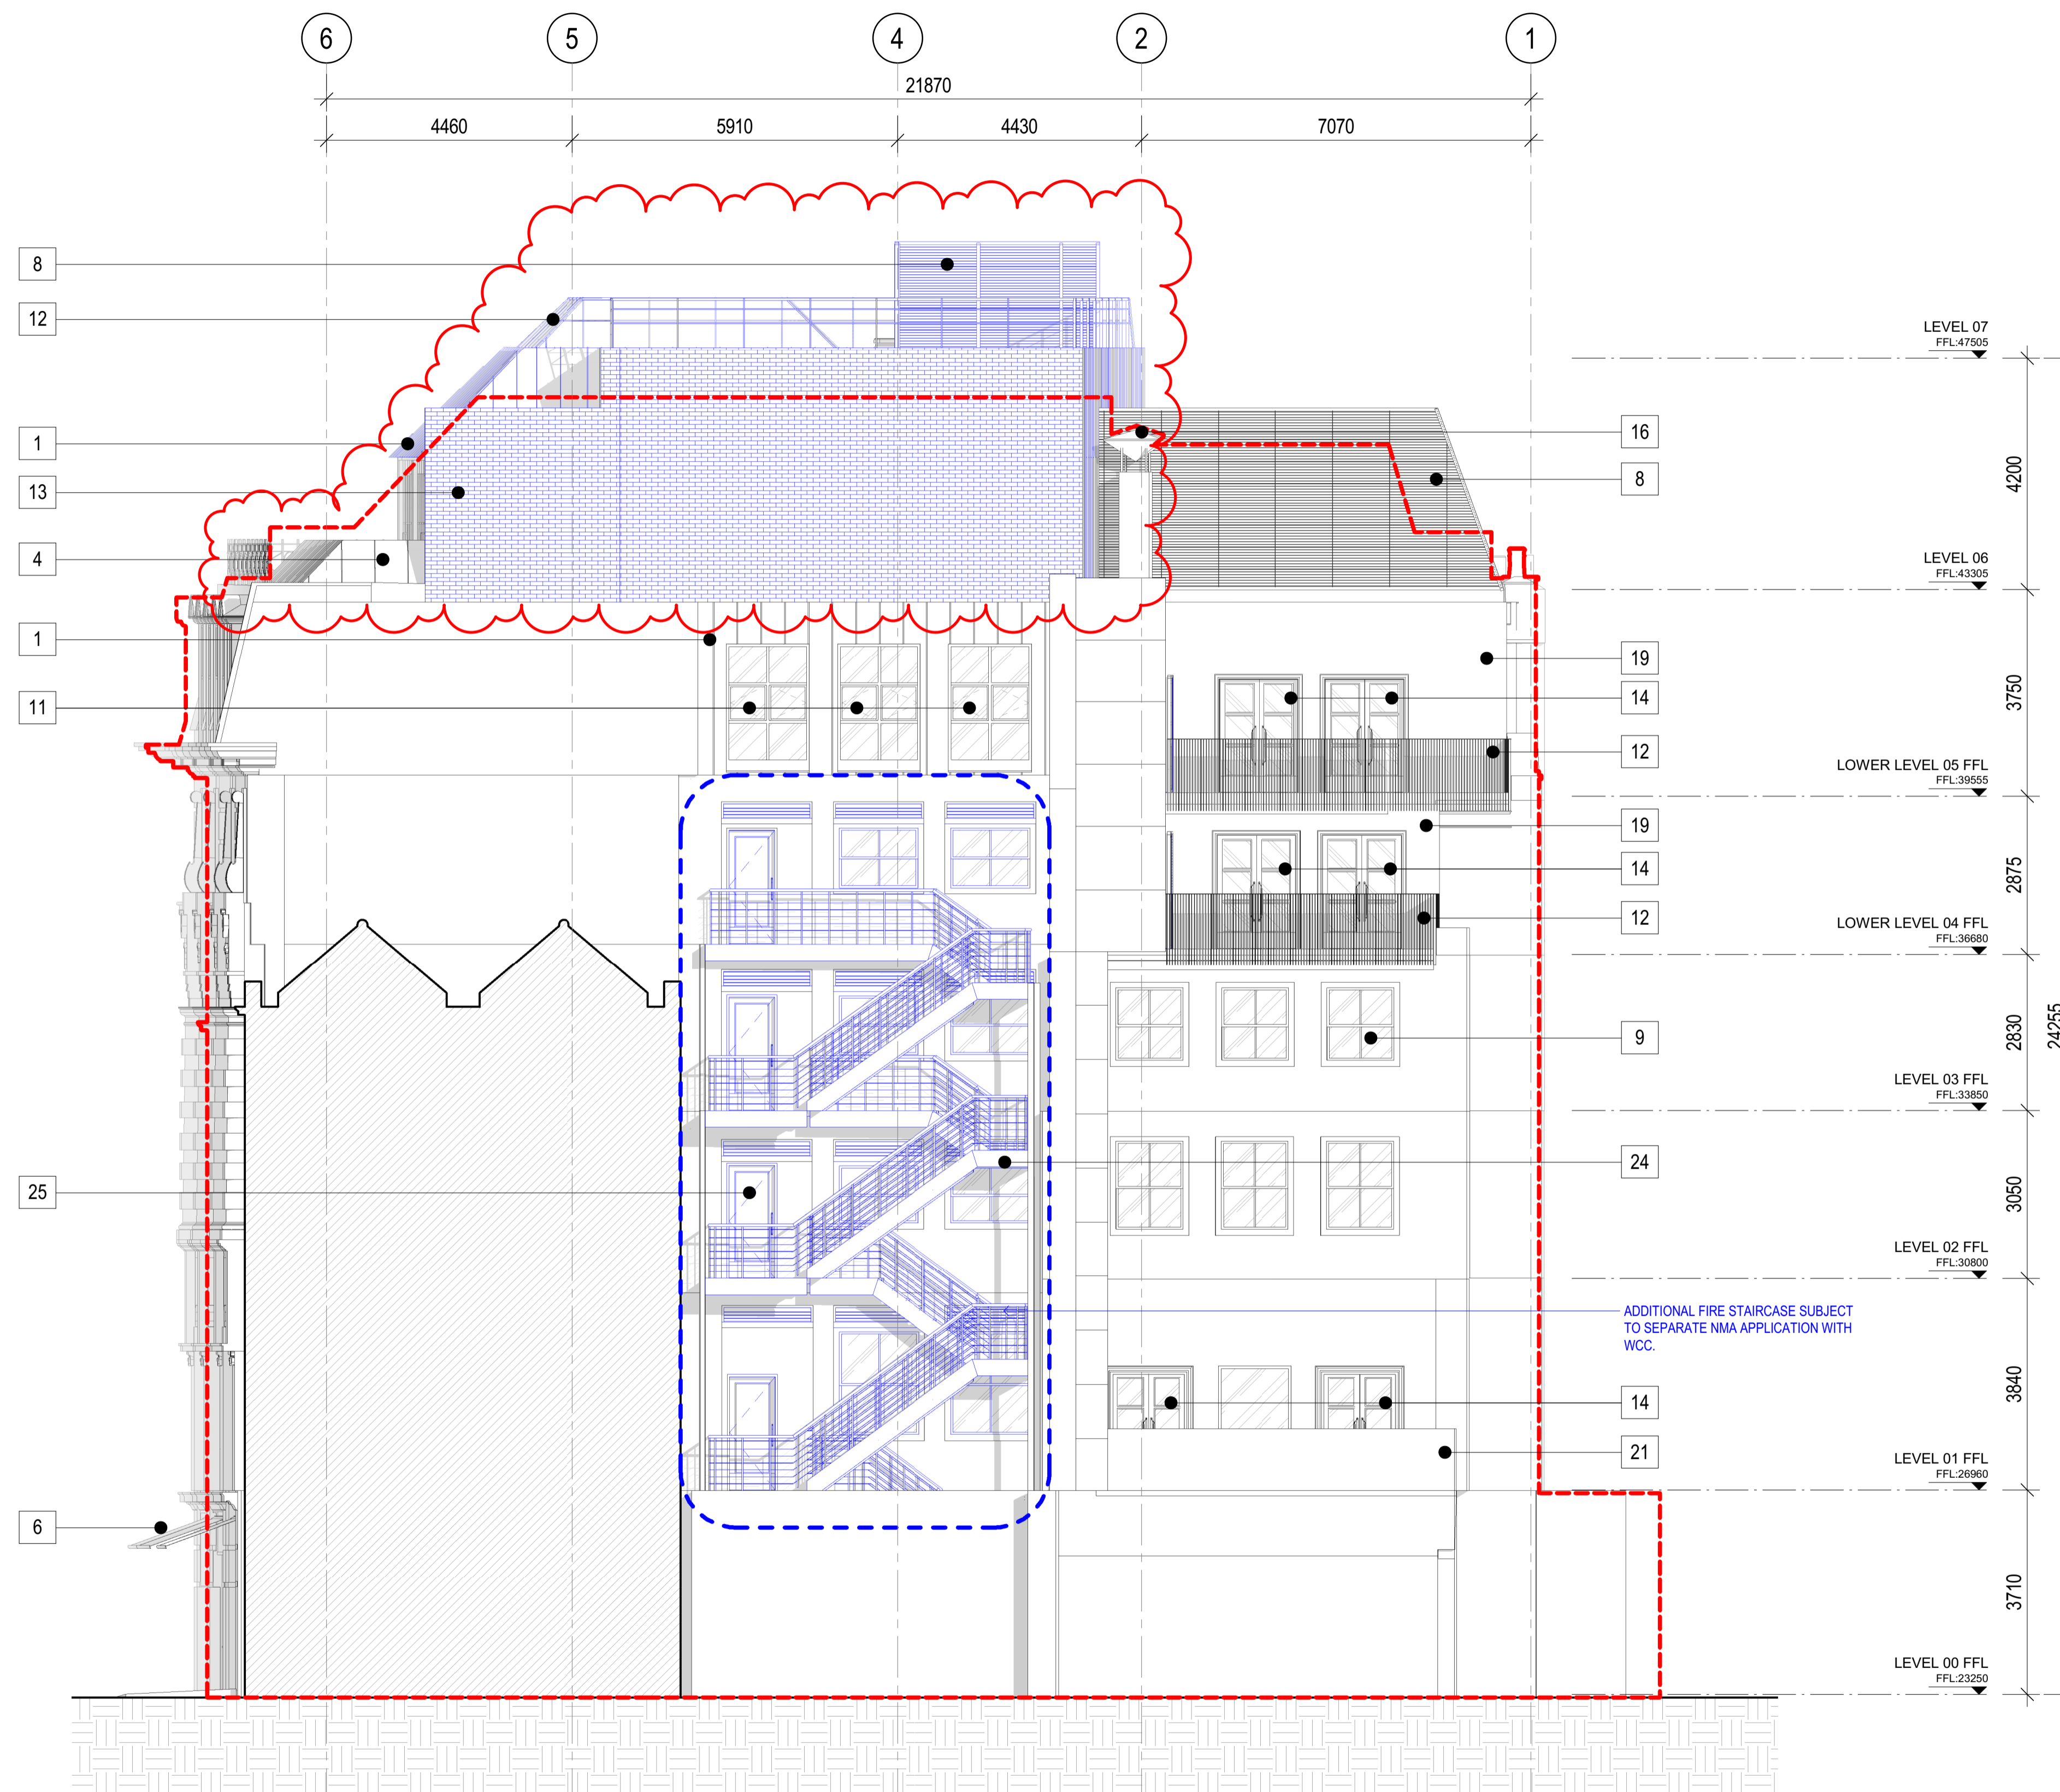 6 5 4 2 1
21870
4460 5910 4430 7070
8
12
LEVEL 07
FFL:47505
1
16
13
8
4200
4
LEVEL 06
FFL:43305
1
19
11
14
3750
12
LOWER LEVEL 05 FFL
FFL:39555
19
14
2875
12
LOWER LEVEL 04 FFL
FFL:36680
9
2830
24255
LEVEL 03 FFL
FFL:33850
24
25
3050
LEVEL 02 FFL
FFL:30800
ADDITIONAL FIRE STAIRCASE SUBJECT
TO SEPARATE NMA APPLICATION WITH
WCC.
14
3840
21
LEVEL 01 FFL
FFL:26960
6
3710
LEVEL 00 FFL
FFL:23250